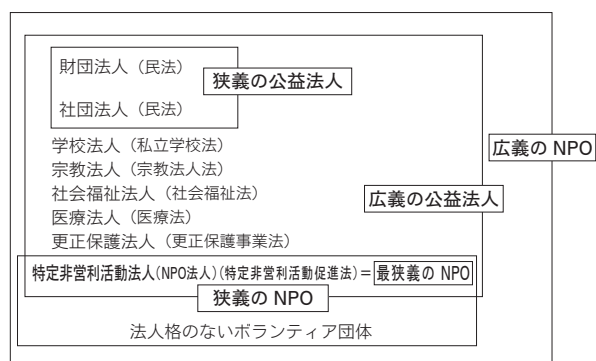 財団法人（民法）
狭義の公益法人
社団法人（民法）
学校法人（私立学校法）
広義の NPO
宗教法人（宗教法人法）
社会福祉法人（社会福祉法）
広義の公益法人
医療法人（医療法）
更正保護法人（更正保護事業法）
特定非営利活動法人(NPO法人)(特定非営利活動促進法)＝最狭義の NPO
狭義の NPO
法人格のないボランティア団体